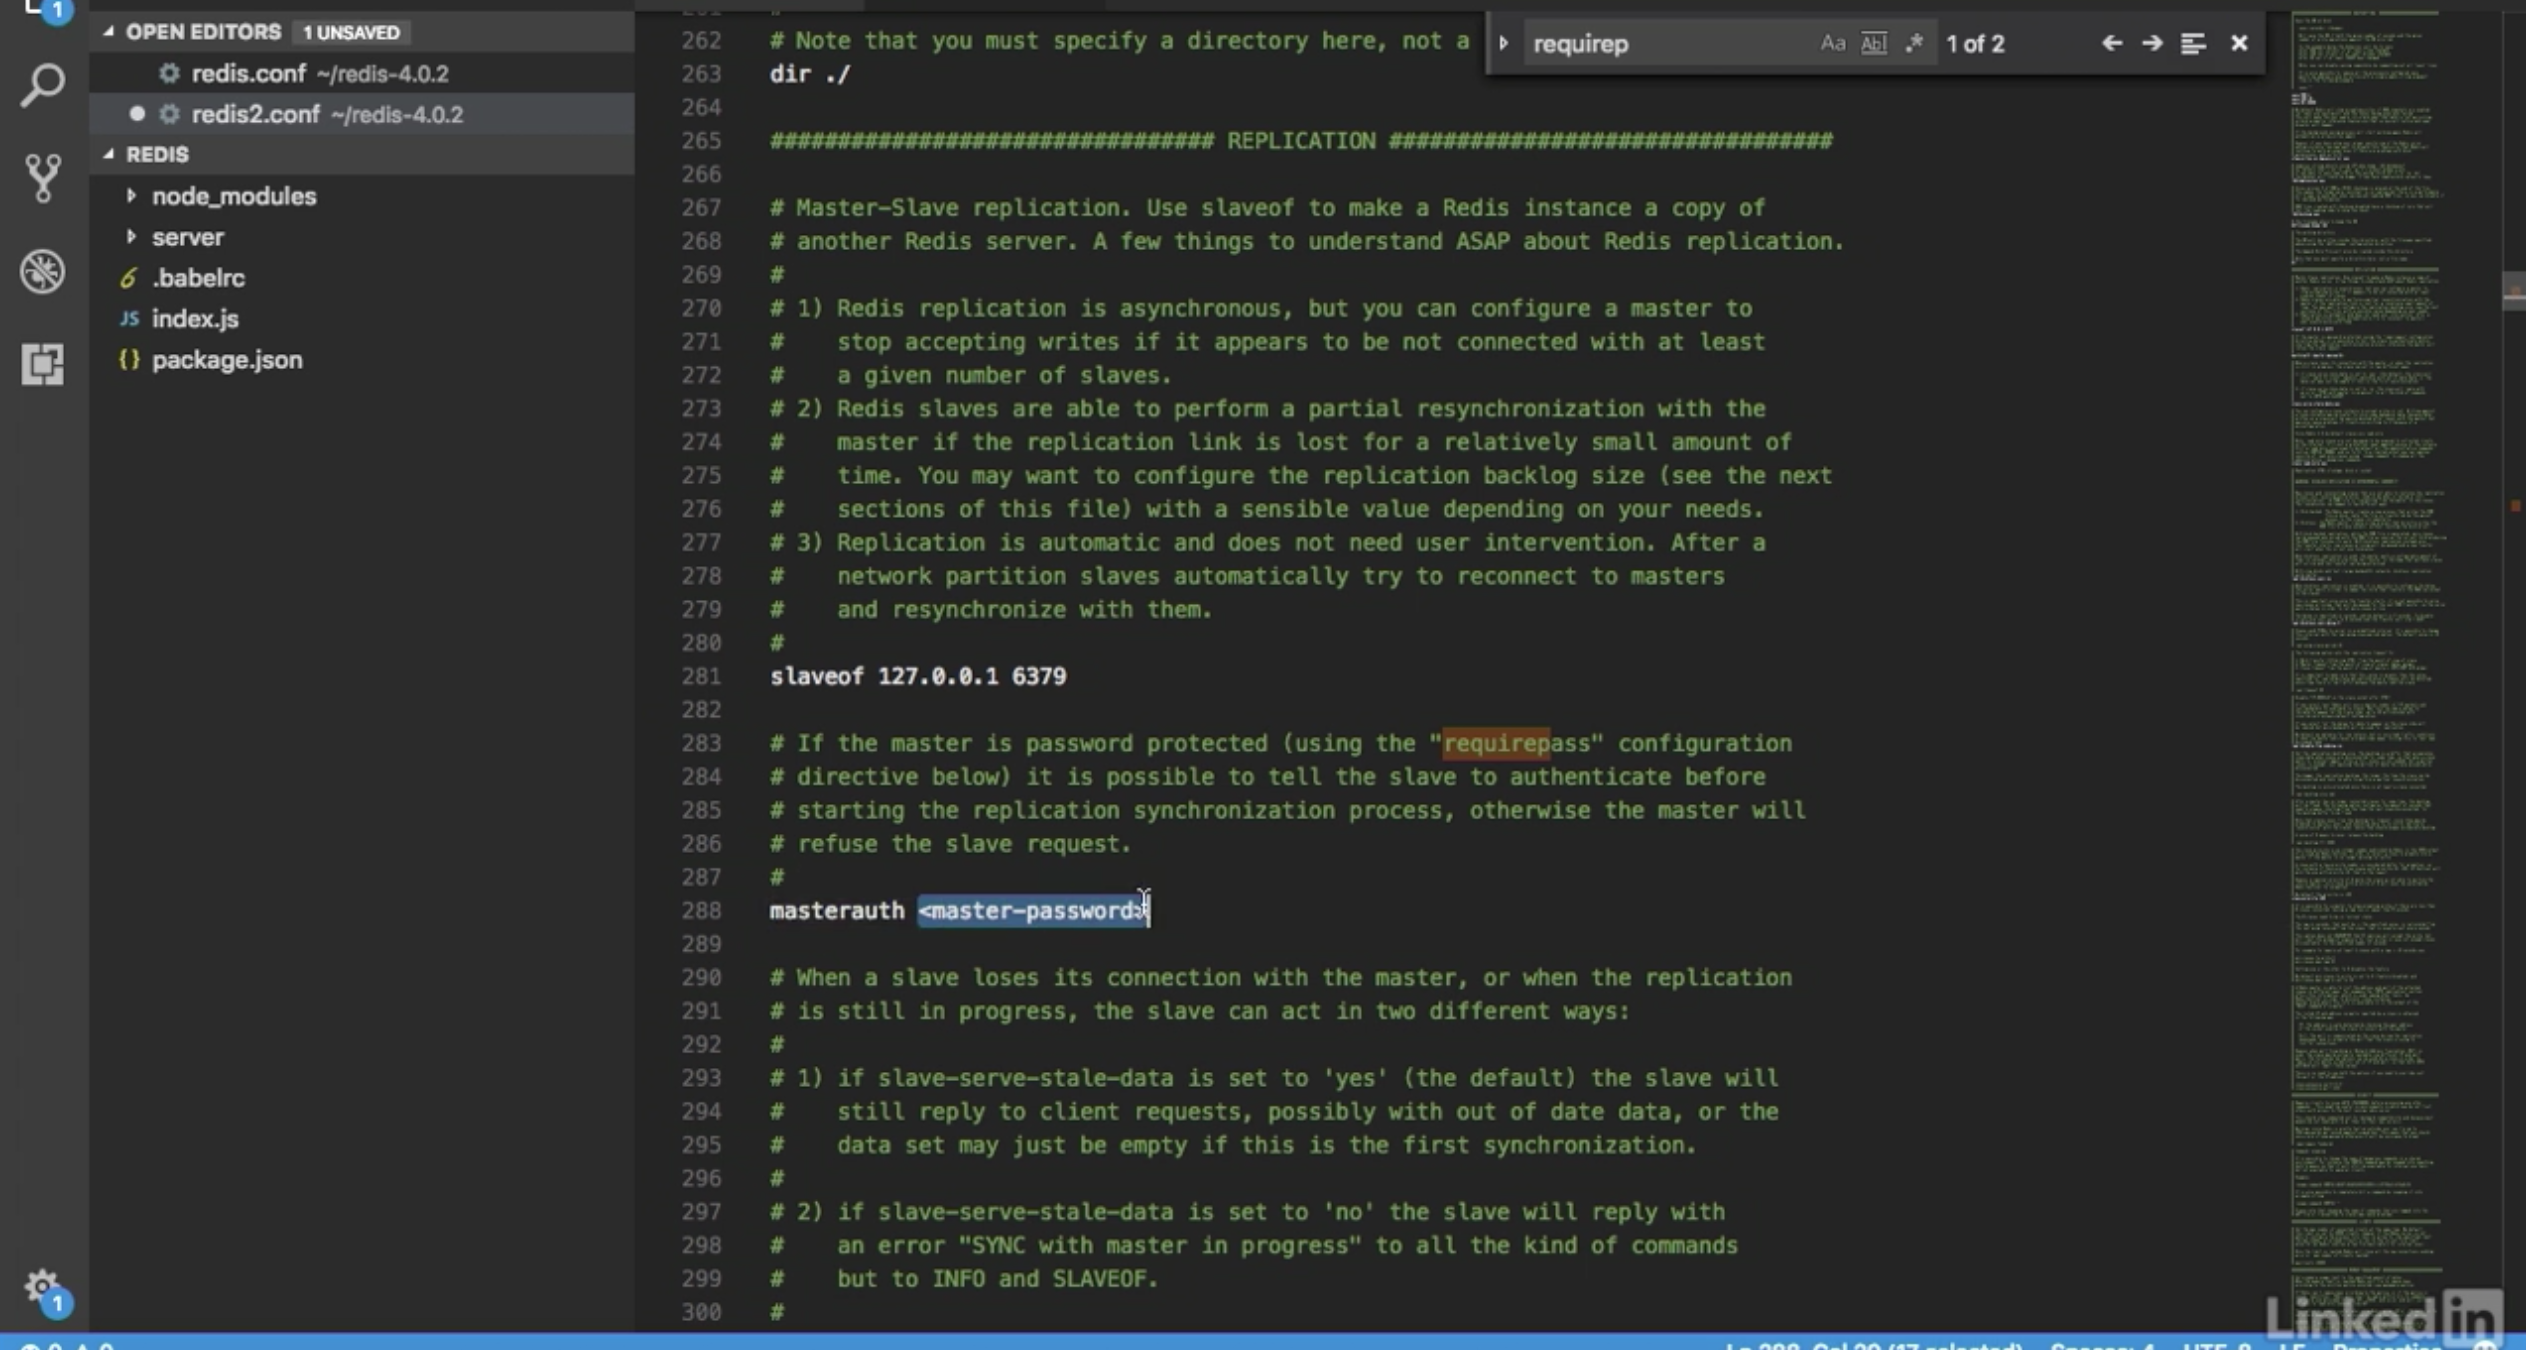 1
OPEN EDITORS 1 UNSAVED
redis.conf ~/redis-4.0.2
redis2.conf ~/redis-4.0.2
REDIS
node_modules
server
.babelrc
JS index.js
{} package.json
1
requirep Aa Abl .* 1 of 2
262 # Note that you must specify a directory here, not a
263 dir ./
264
265 ################################# REPLICATION #################################
266
267 # Master-Slave replication. Use slaveof to make a Redis instance a copy of
268 # another Redis server. A few things to understand ASAP about Redis replication.
269 #
270 # 1) Redis replication is asynchronous, but you can configure a master to
271 #    stop accepting writes if it appears to be not connected with at least
272 #    a given number of slaves.
273 # 2) Redis slaves are able to perform a partial resynchronization with the
274 #    master if the replication link is lost for a relatively small amount of
275 #    time. You may want to configure the replication backlog size (see the next
276 #    sections of this file) with a sensible value depending on your needs.
277 # 3) Replication is automatic and does not need user intervention. After a
278 #    network partition slaves automatically try to reconnect to masters
279 #    and resynchronize with them.
280 #
281 slaveof 127.0.0.1 6379
282
283 # If the master is password protected (using the "requirepass" configuration
284 # directive below) it is possible to tell the slave to authenticate before
285 # starting the replication synchronization process, otherwise the master will
286 # refuse the slave request.
287 #
288 masterauth <master-password>
289
290 # When a slave loses its connection with the master, or when the replication
291 # is still in progress, the slave can act in two different ways:
292 #
293 # 1) if slave-serve-stale-data is set to 'yes' (the default) the slave will
294 #    still reply to client requests, possibly with out of date data, or the
295 #    data set may just be empty if this is the first synchronization.
296 #
297 # 2) if slave-serve-stale-data is set to 'no' the slave will reply with
298 #    an error "SYNC with master in progress" to all the kind of commands
299 #    but to INFO and SLAVEOF.
300 #
Linked in